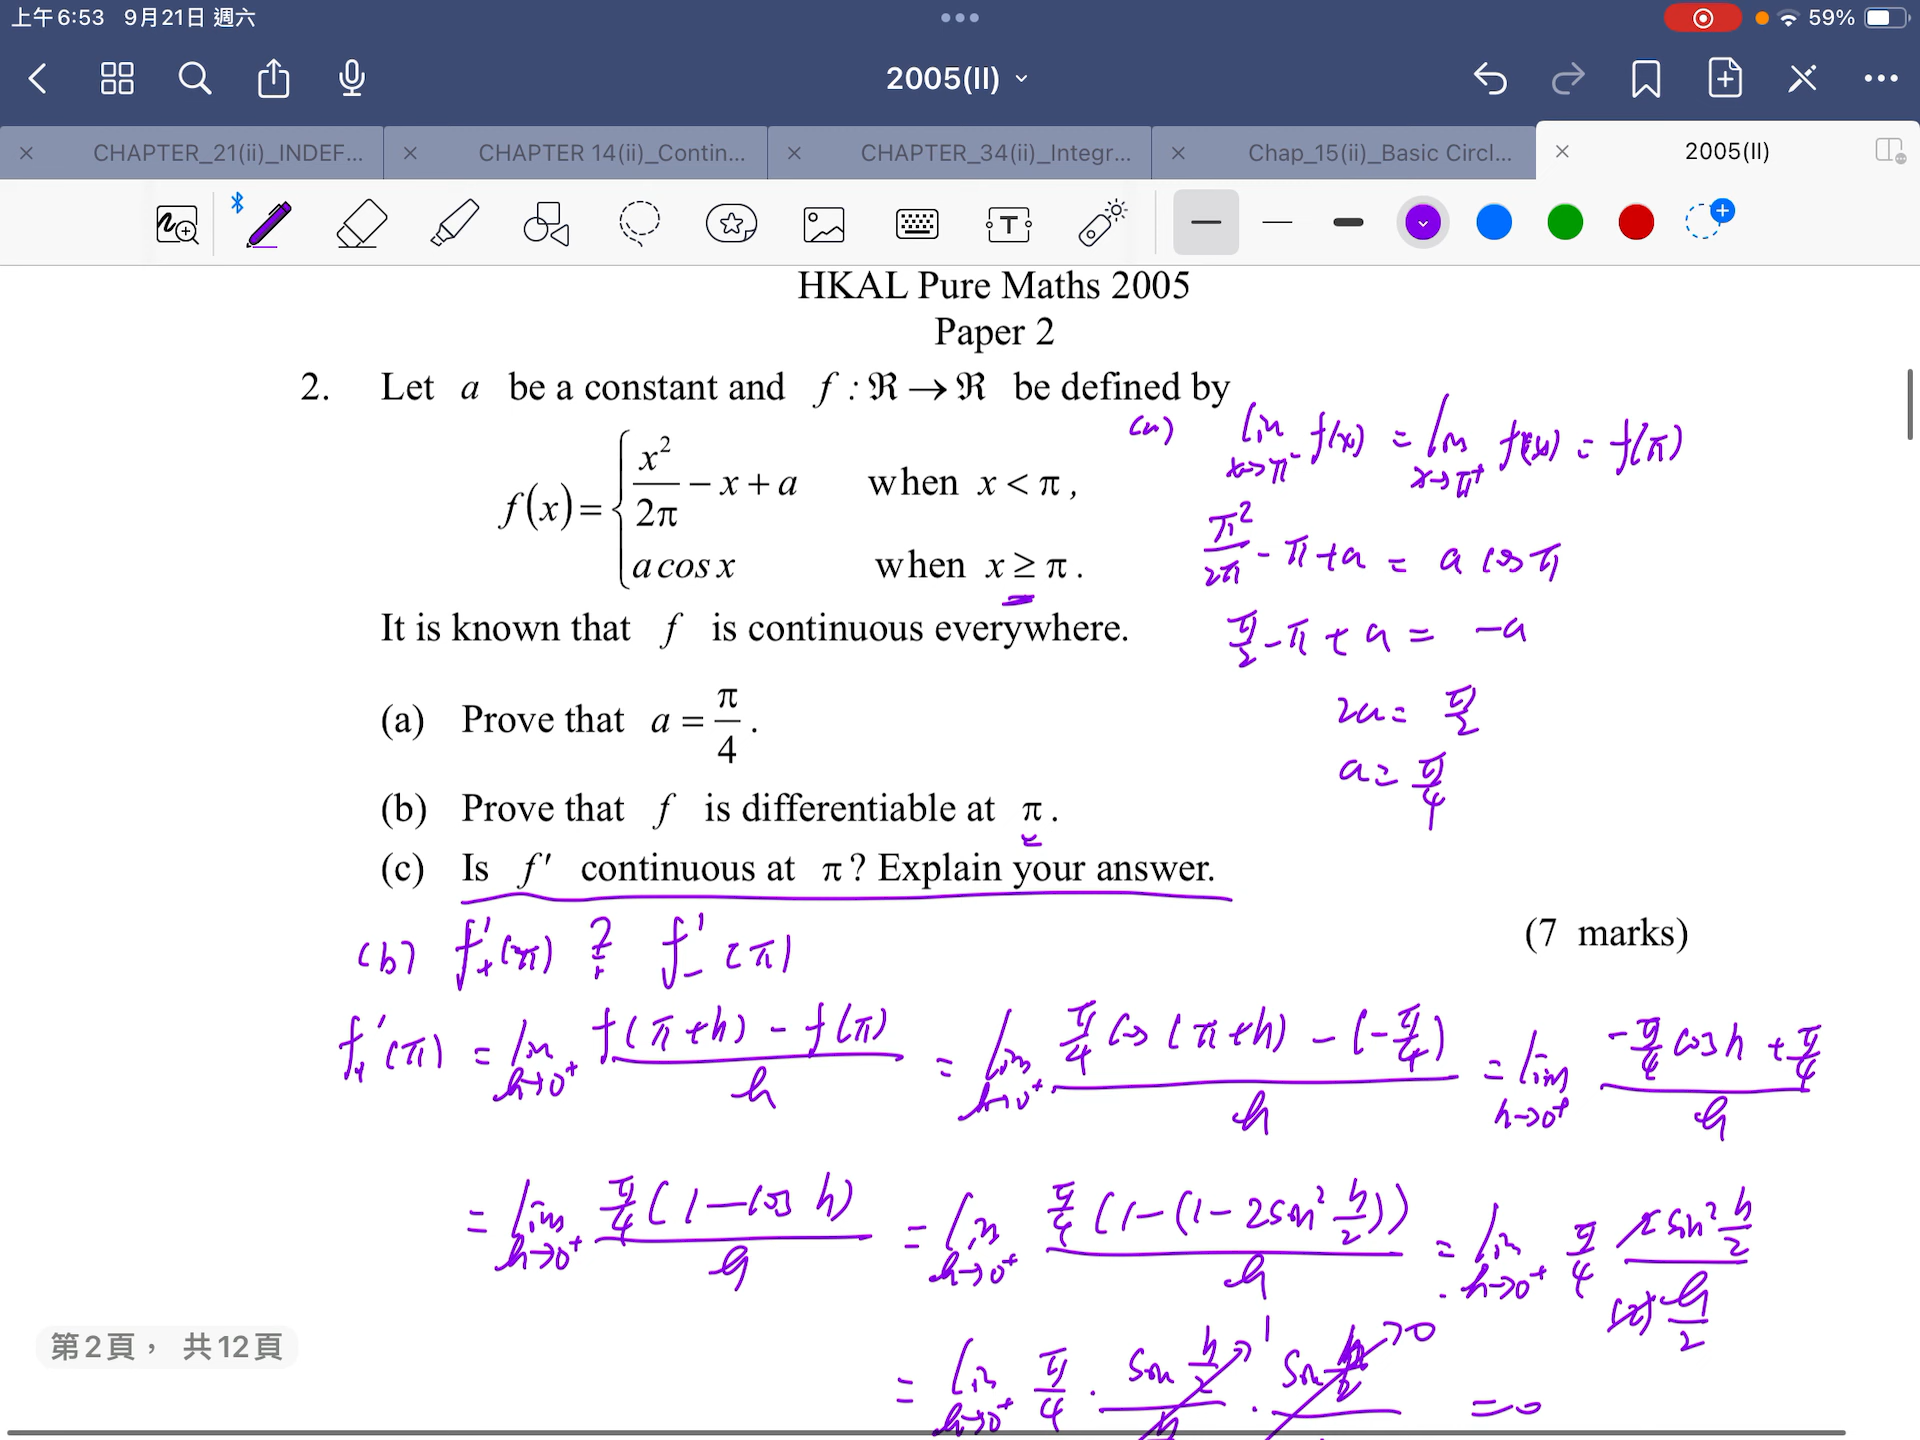 上午6:53 9月21日 週六
59%
2005(II)
CHAPTER_21(ii)_INDEF...
CHAPTER 14(ii)_Contin...
CHAPTER_34(ii)_Integr...
Chap_15(ii)_Basic Circl...
2005(II)
HKAL Pure Maths 2005
Paper 2
2. Let a be a constant and f : ℜ → ℜ be defined by
f(x) = { x²/2π − x + a when x < π,
a cos x when x ≥ π.
It is known that f is continuous everywhere.
(a) Prove that a = π/4.
(b) Prove that f is differentiable at π.
(c) Is f′ continuous at π? Explain your answer.
(7 marks)
(a) lim x→π⁻ f(x) = lim x→π⁺ f(x) = f(π)
π²/2π − π + a = a cos π
π/2 − π + a = −a
2a = π/2
a = π/4
(b) f₊′(π) ≟ f₋′(π)
f₊′(π) = lim h→0⁺ (f(π+h) − f(π))/h = lim h→0⁺ (π/4 cos(π+h) − (−π/4))/h = lim h→0⁺ (−π/4 cos h + π/4)/h
= lim h→0⁺ π/4 (1 − cos h)/h = lim h→0⁺ π/4 (1 − (1 − 2sin² h/2))/h = lim h→0⁺ π/4 2 sin² h/2 / (2) h/2
= lim h→0⁺ π/4 · sin h/2 →1 · sin h/2 →0 = 0
第2頁， 共12頁